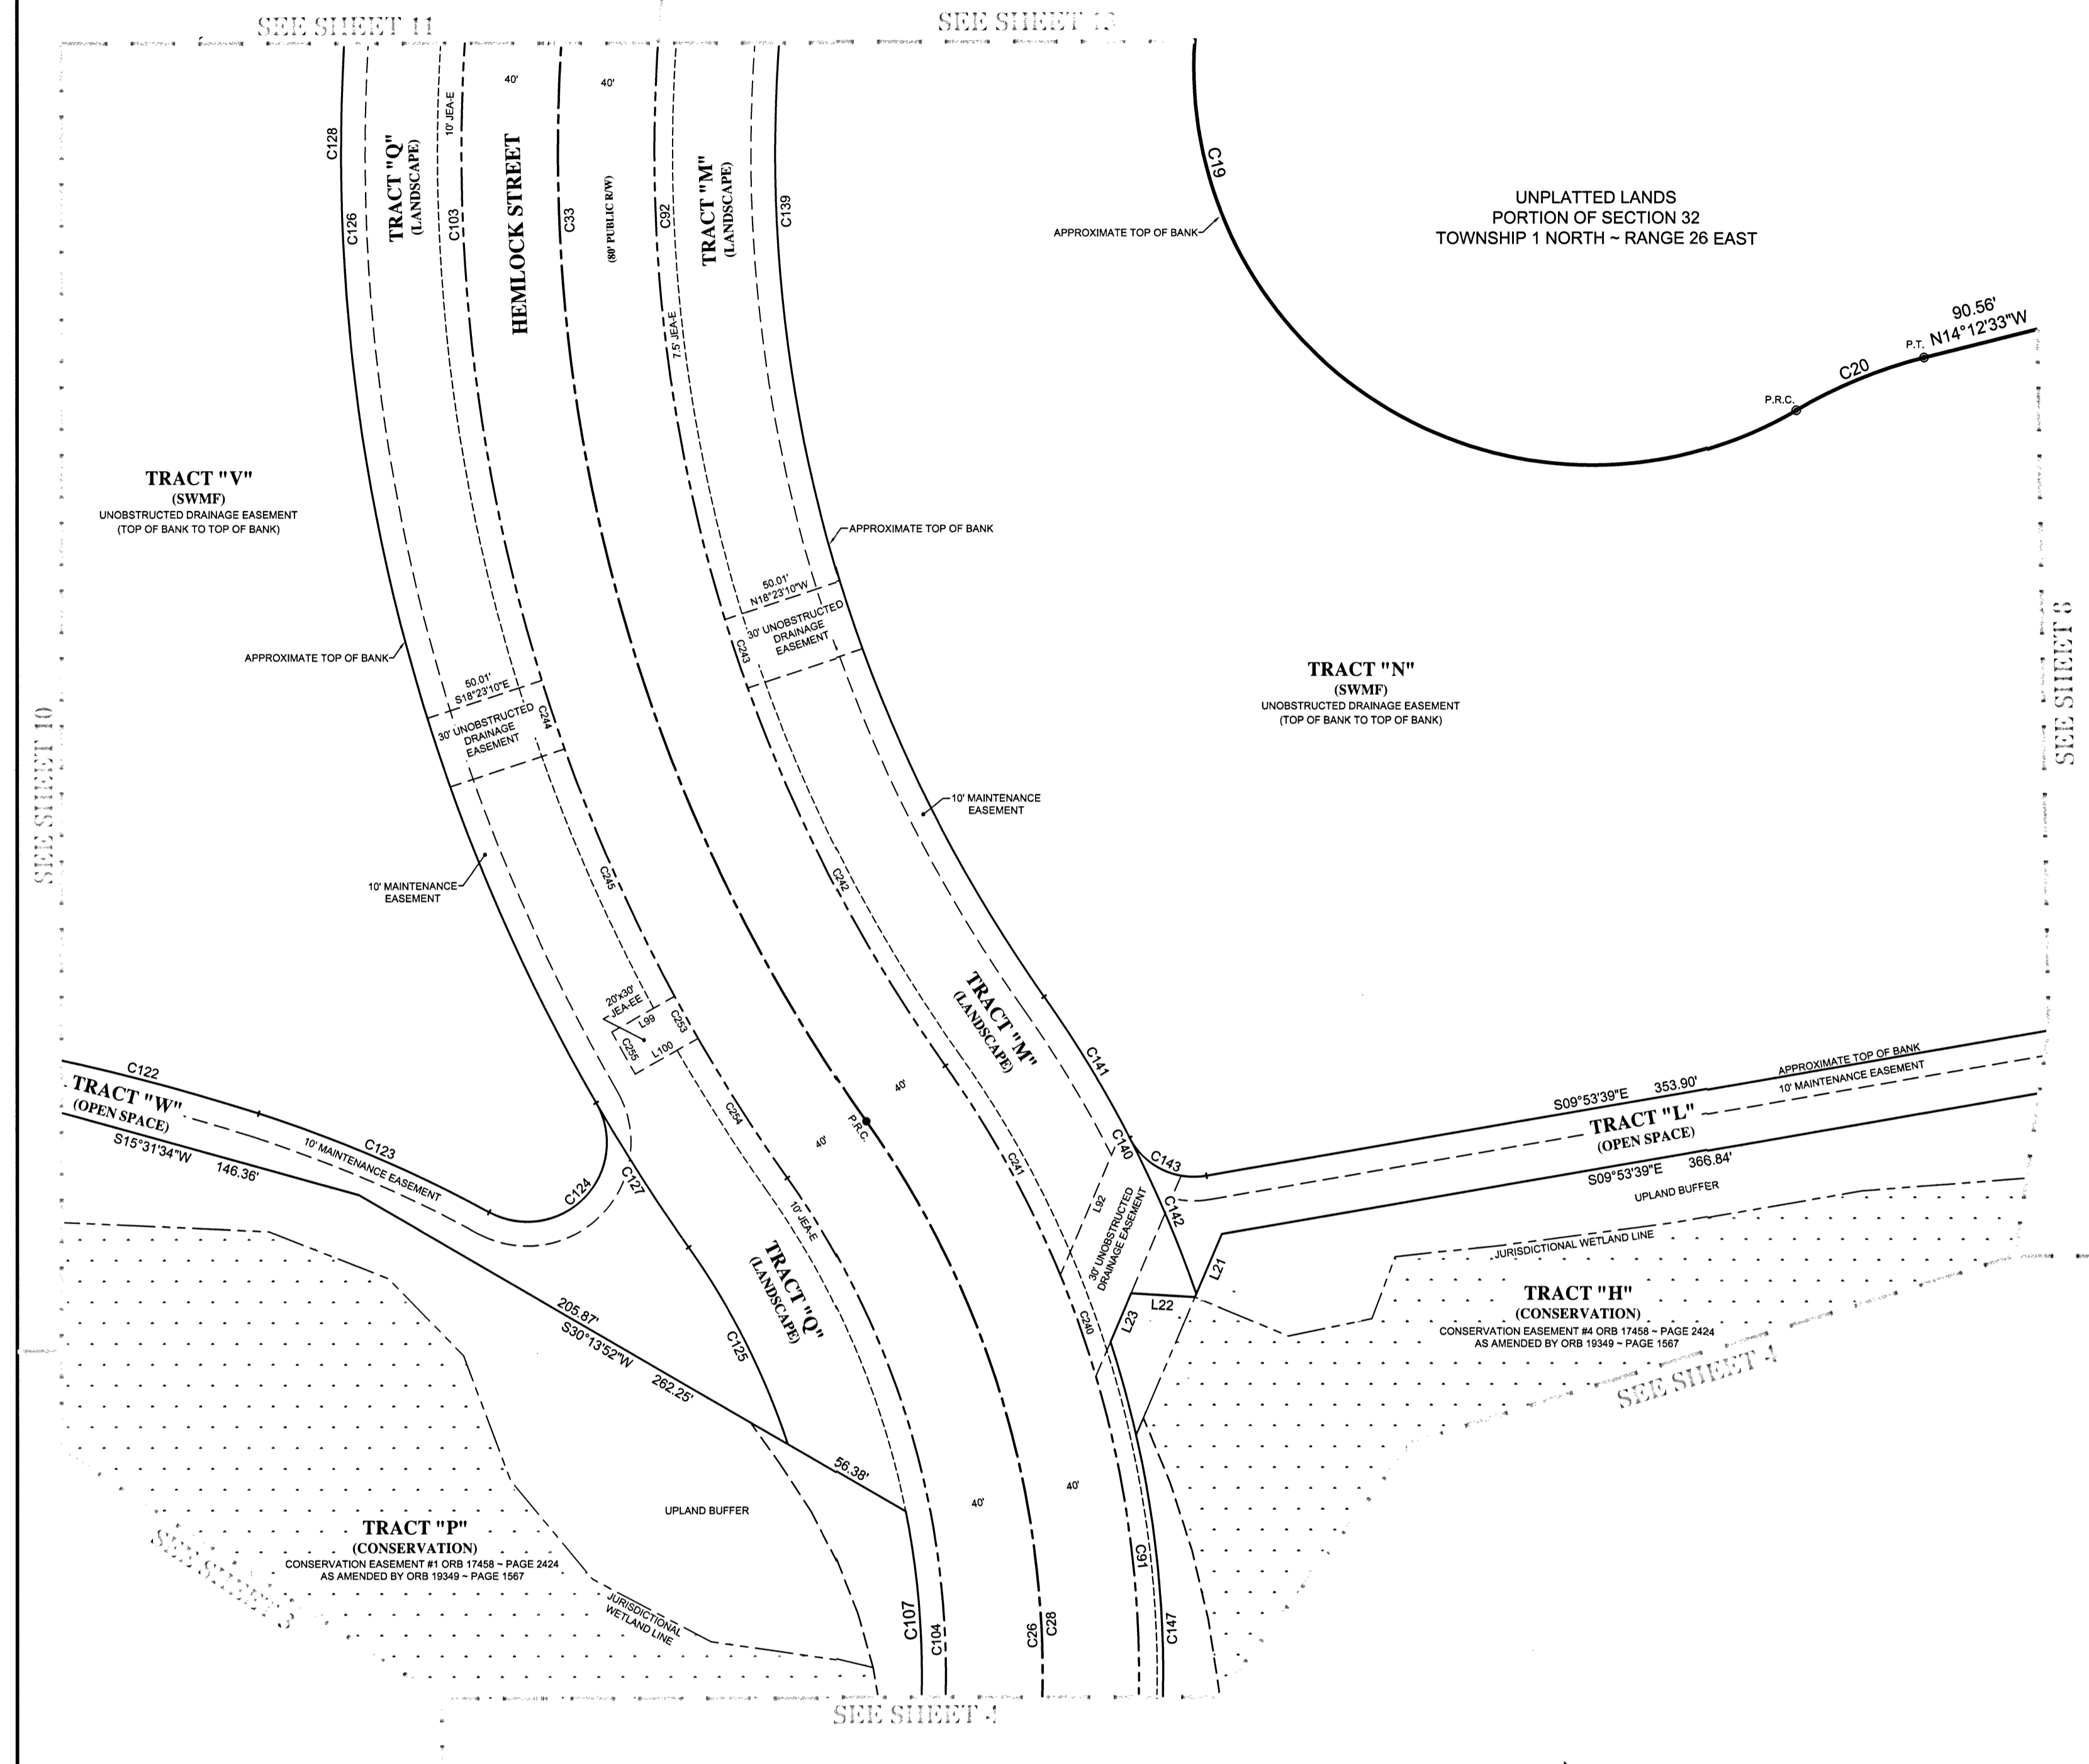 SEE SHEET 11
SEE SHEET 13
40'
40'
C128
C126
TRACT "Q"
(LANDSCAPE)
10' JEA-E
C103
HEMLOCK STREET
C33
(80' PUBLIC R/W)
C92
7.5' JEA-E
TRACT "M"
(LANDSCAPE)
C139
C19
APPROXIMATE TOP OF BANK
UNPLATTED LANDS
PORTION OF SECTION 32
TOWNSHIP 1 NORTH ~ RANGE 26 EAST
90.56'
N14°12'33"W
P.T.
C20
P.R.C.
TRACT "V"
(SWMF)
UNOBSTRUCTED DRAINAGE EASEMENT
(TOP OF BANK TO TOP OF BANK)
APPROXIMATE TOP OF BANK
50.01'
N18°23'10"W
30' UNOBSTRUCTED
DRAINAGE
EASEMENT
C243
APPROXIMATE TOP OF BANK
50.01'
S18°23'10"E
30' UNOBSTRUCTED
DRAINAGE
EASEMENT
C244
TRACT "N"
(SWMF)
UNOBSTRUCTED DRAINAGE EASEMENT
(TOP OF BANK TO TOP OF BANK)
SEE SHEET 8
SEE SHEET 10
10' MAINTENANCE
EASEMENT
10' MAINTENANCE
EASEMENT
C245
C242
20'x30'
JEA-EE
L99
C253
C255
L100
C254
TRACT "M"
(LANDSCAPE)
C141
40'
40'
P.R.C.
C122
TRACT "W"
(OPEN SPACE)
S15°31'34"W
146.36'
10' MAINTENANCE EASEMENT
C123
C124
C127
10' JEA-E
C241
C140
C143
L92
30' UNOBSTRUCTED
DRAINAGE EASEMENT
C142
S09°53'39"E
353.90'
APPROXIMATE TOP OF BANK
10' MAINTENANCE EASEMENT
TRACT "L"
(OPEN SPACE)
S09°53'39"E
366.84'
UPLAND BUFFER
JURISDICTIONAL WETLAND LINE
L21
L22
L23
C240
TRACT "Q"
(LANDSCAPE)
C125
205.87'
S30°13'52"W
262.25'
56.38'
TRACT "H"
(CONSERVATION)
CONSERVATION EASEMENT #4 ORB 17458 ~ PAGE 2424
AS AMENDED BY ORB 19349 ~ PAGE 1567
SEE SHEET 4
UPLAND BUFFER
TRACT "P"
(CONSERVATION)
CONSERVATION EASEMENT #1 ORB 17458 ~ PAGE 2424
AS AMENDED BY ORB 19349 ~ PAGE 1567
SEE SHEET 3
JURISDICTIONAL
WETLAND LINE
40'
40'
C107
C104
C26
C28
C91
C147
SEE SHEET 4